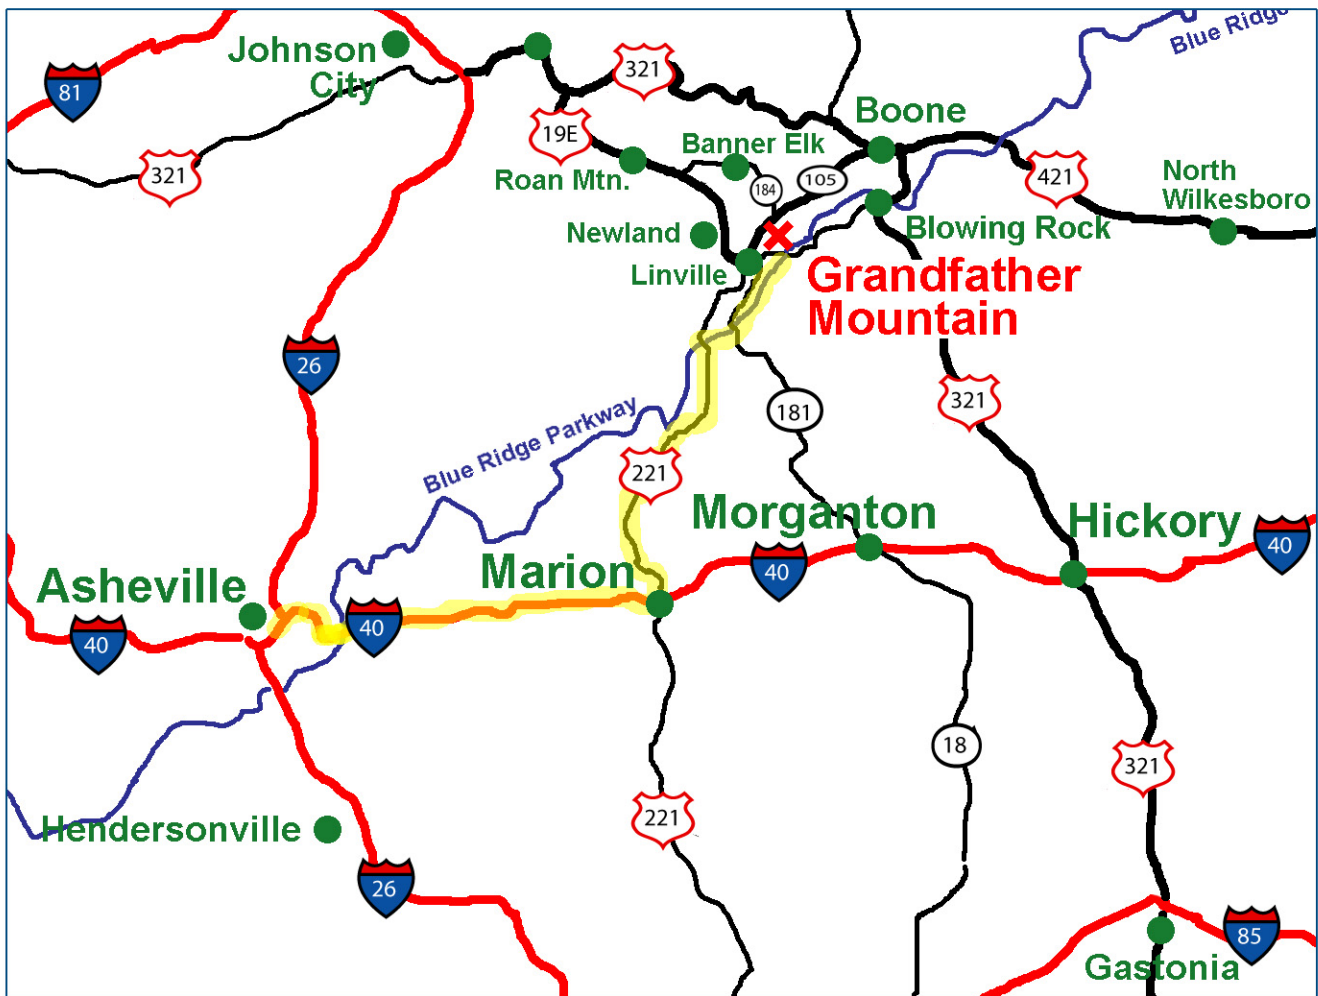 Blue Ridge
Johnson
City
81
321
321
19E
Boone
Banner Elk
Roan Mtn.
184
105
421
North
Wilkesboro
Newland
Blowing Rock
Linville
Grandfather
Mountain
26
321
181
Blue Ridge Parkway
221
Morganton
Hickory
40
40
Marion
Asheville
40
40
18
321
221
Hendersonville
26
85
Gastonia